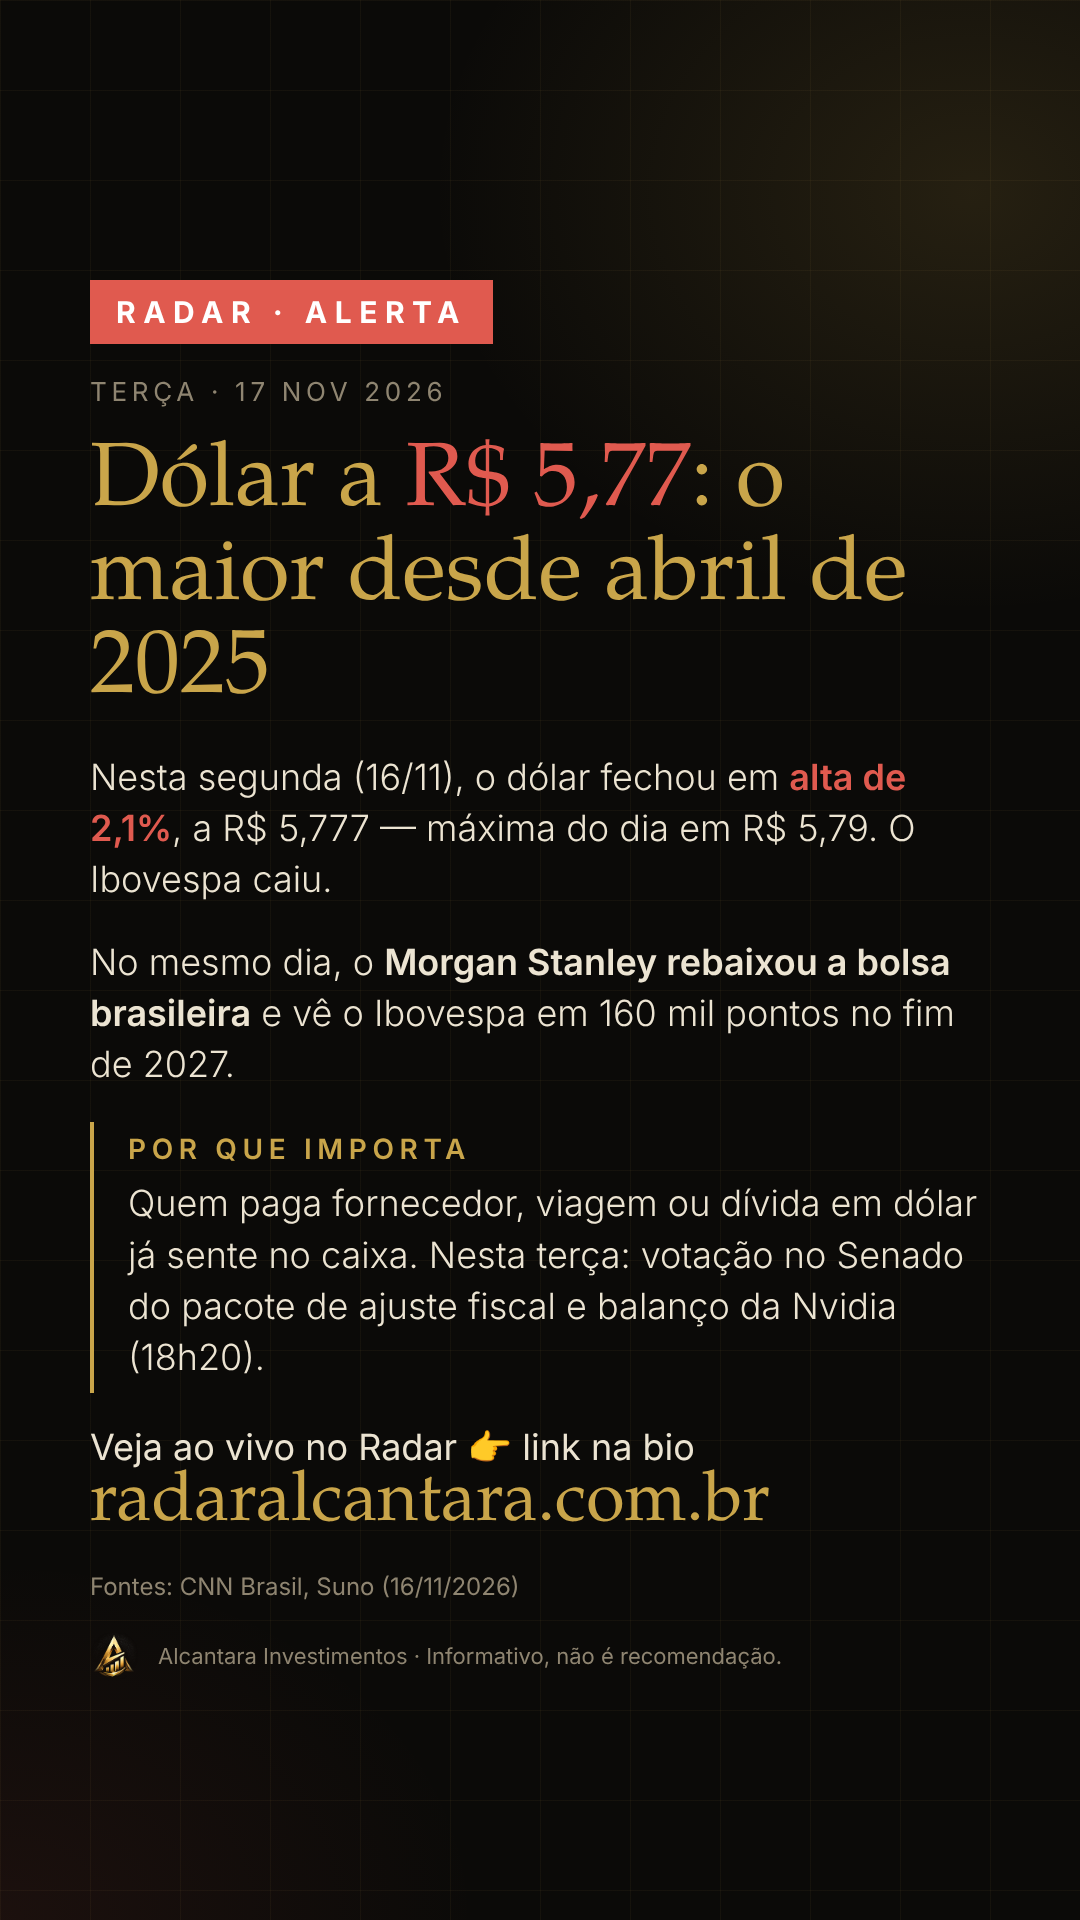 RADAR · ALERTA
TERÇA · 17 NOV 2026
Dólar a R$ 5,77: o
maior desde abril de
2025
Nesta segunda (16/11), o dólar fechou em alta de
2,1%, a R$ 5,777 — máxima do dia em R$ 5,79. O
Ibovespa caiu.
No mesmo dia, o Morgan Stanley rebaixou a bolsa
brasileira e vê o Ibovespa em 160 mil pontos no fim
de 2027.
POR QUE IMPORTA
Quem paga fornecedor, viagem ou dívida em dólar
já sente no caixa. Nesta terça: votação no Senado
do pacote de ajuste fiscal e balanço da Nvidia
(18h20).
Veja ao vivo no Radar 👉 link na bio
radaralcantara.com.br
Fontes: CNN Brasil, Suno (16/11/2026)
Alcantara Investimentos · Informativo, não é recomendação.